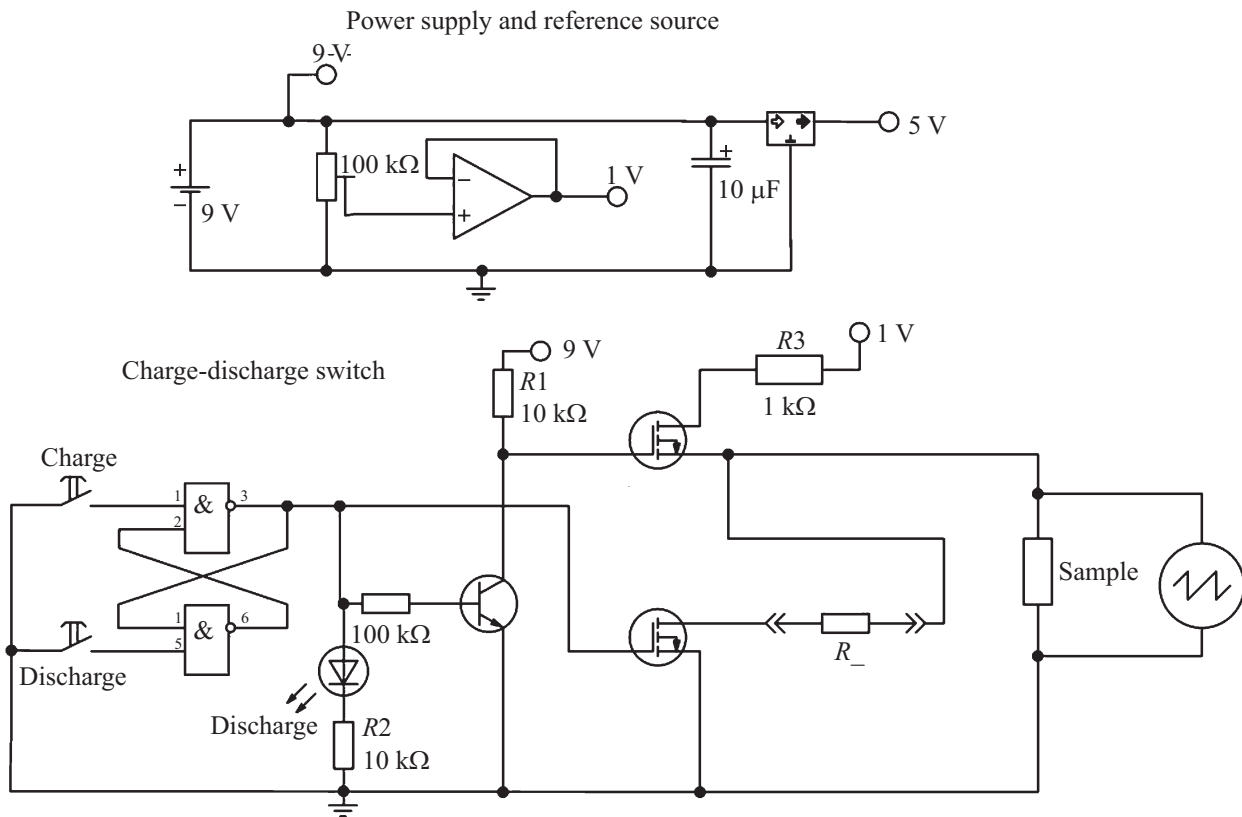 Power supply and reference source
9-V-
+
100 kΩ
−
+
1 V
+
10 μF
5 V
−
9 V
Charge-discharge switch
9 V
R1
10 kΩ
R3
1 kΩ
1 V
Charge
1
2
&
3
1
5
&
6
Discharge
100 kΩ
Discharge
R2
10 kΩ
R_
Sample